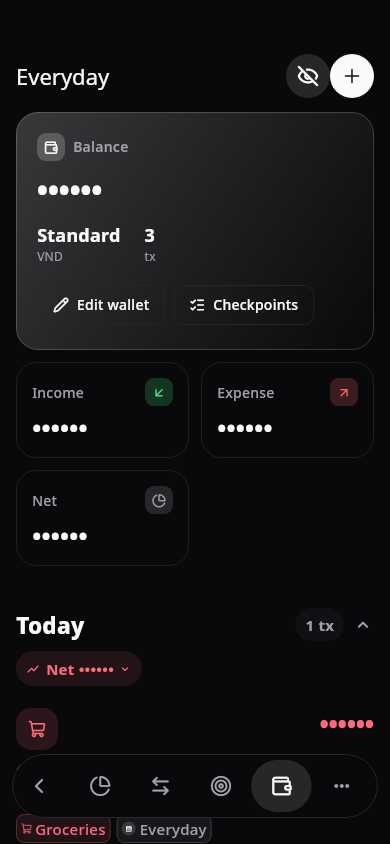 Everyday
Balance
••••••
Standard 3
VND tx
Edit wallet Checkpoints
Income Expense
•••••• ••••••
Net
••••••
Today 1 tx
Net ••••••
••••••
Groceries Everyday